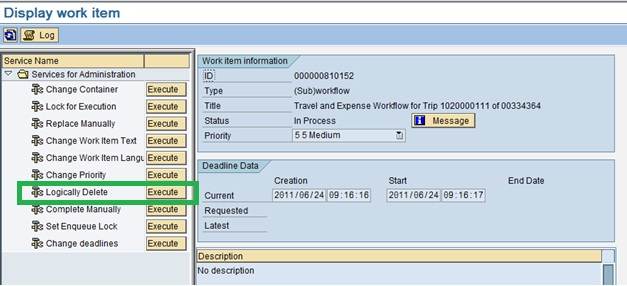 Display work item
Log
Service Name
Services for Administration
Change Container Execute
Lock for Execution Execute
Replace Manually Execute
Change Work Item Text Execute
Change Work Item Langu Execute
Change Priority Execute
Logically Delete Execute
Complete Manually Execute
Set Enqueue Lock Execute
Change deadlines Execute
Work item information
ID 000000810152
Type (Sub)workflow
Title Travel and Expense Workflow for Trip 1020000111 of 00334364
Status In Process Message
Priority 5 5 Medium
Deadline Data
Creation Start End Date
Current 2011/06/24 09:16:16 2011/06/24 09:16:17
Requested
Latest
Description
No description